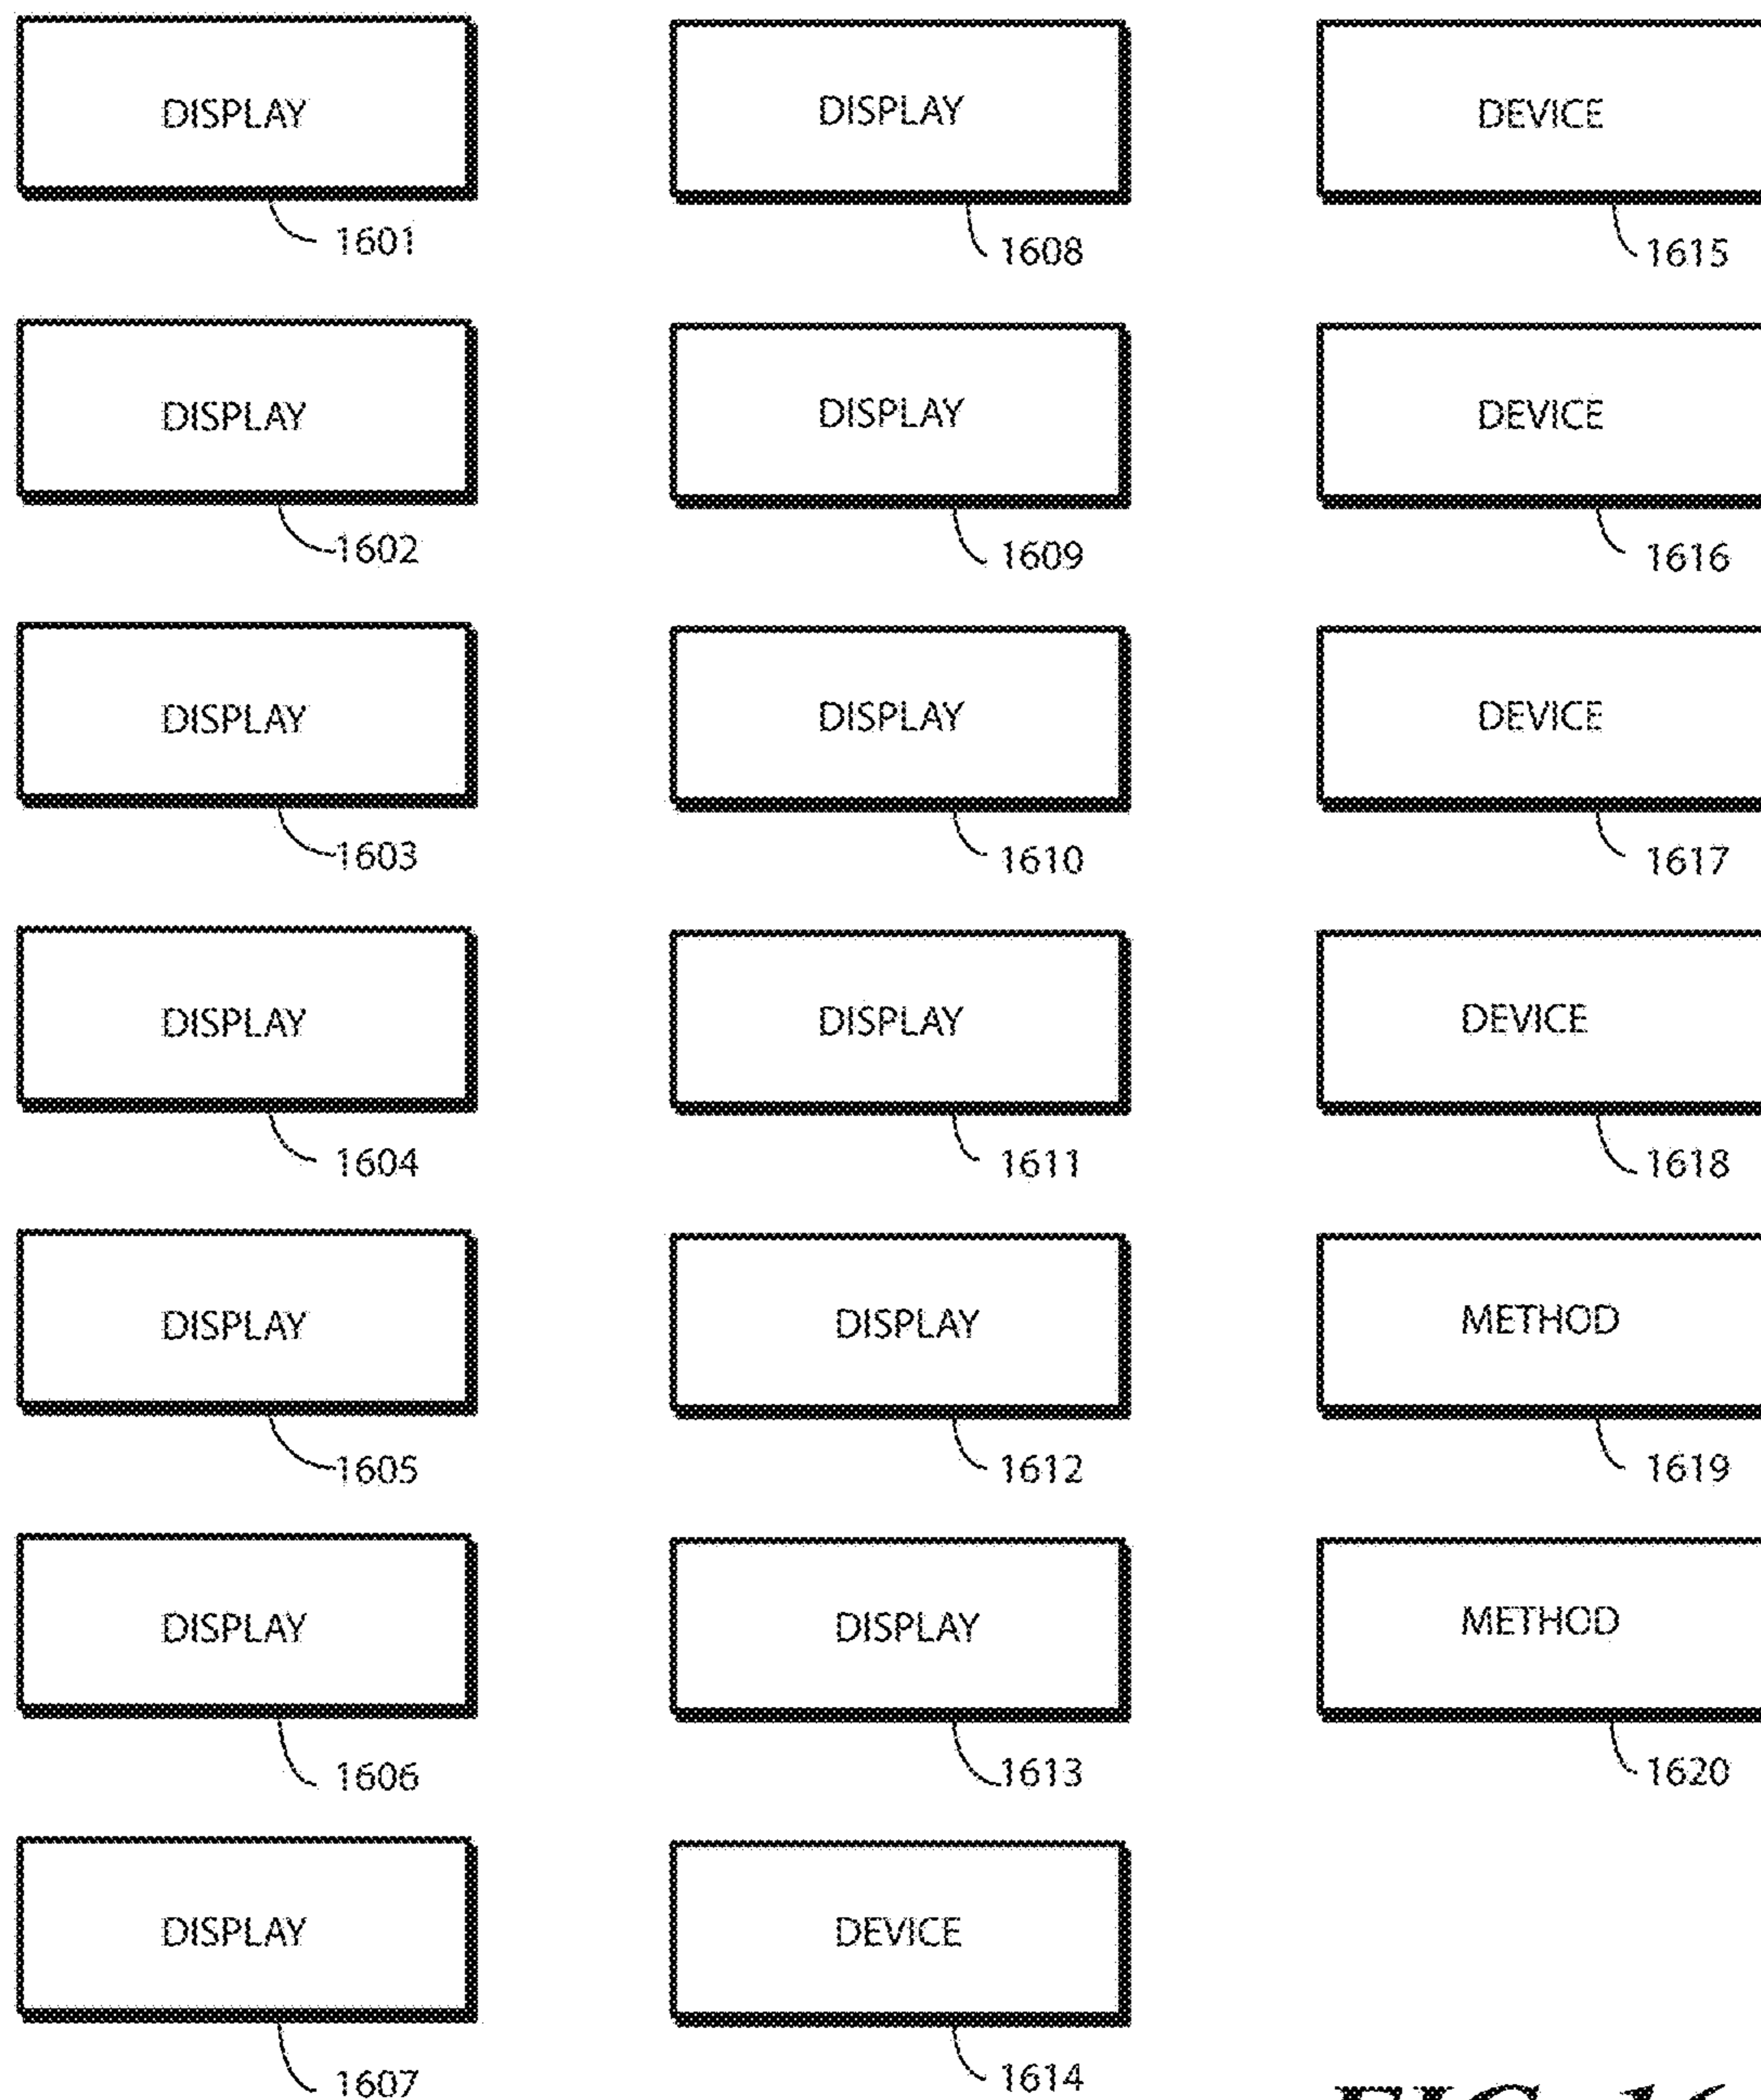 DISPLAY
1601
DISPLAY
1602
DISPLAY
1603
DISPLAY
1604
DISPLAY
1605
DISPLAY
1606
DISPLAY
1607
DISPLAY
1608
DISPLAY
1609
DISPLAY
1610
DISPLAY
1611
DISPLAY
1612
DISPLAY
1613
DEVICE
1614
DEVICE
1615
DEVICE
1616
DEVICE
1617
DEVICE
1618
METHOD
1619
METHOD
1620